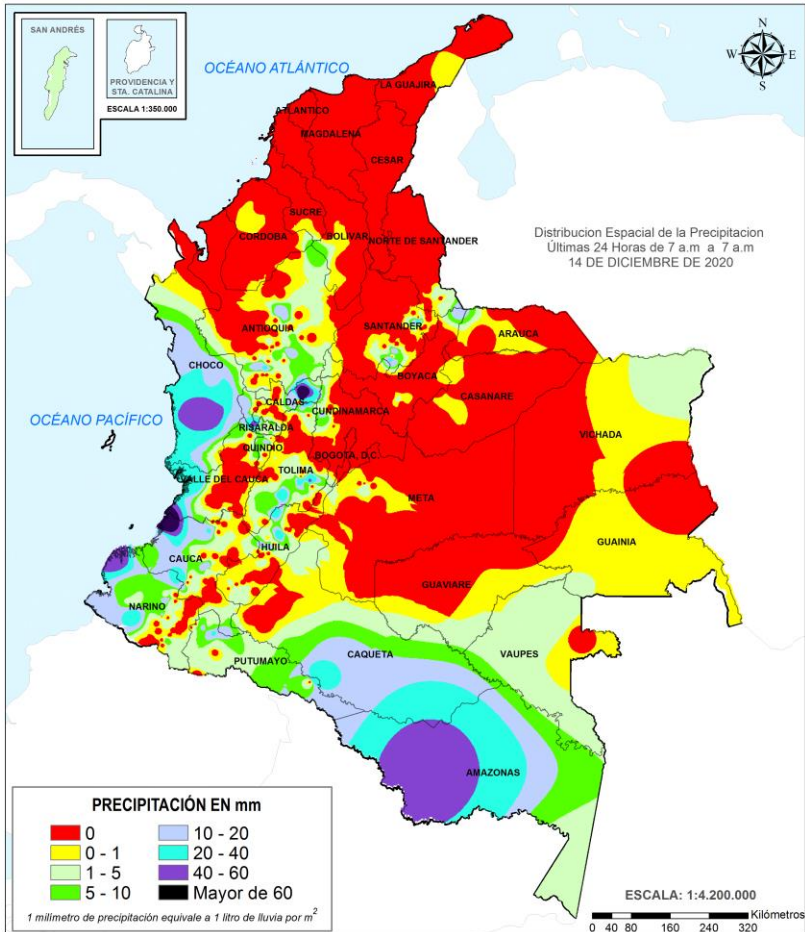 SAN ANDRÉS
PROVIDENCIA Y
STA. CATALINA
ESCALA 1:350.000
OCÉANO ATLÁNTICO
N
W
E
S
LA GUAJIRA
ATLANTICO
MAGDALENA
CESAR
SUCRE
CORDOBA
BOLIVAR
NORTE DE SANTANDER
Distribucion Espacial de la Precipitacion
Últimas 24 Horas de 7 a.m a 7 a.m
14 DE DICIEMBRE DE 2020
ANTIOQUIA
SANTANDER
ARAUCA
CHOCO
BOYACA
CASANARE
OCÉANO PACÍFICO
CALDAS
CUNDINAMARCA
RISARALDA
VICHADA
QUINDIO
BOGOTA, D.C.
TOLIMA
VALLE DEL CAUCA
META
GUAINIA
HUILA
CAUCA
GUAVIARE
NARINO
CAQUETA
VAUPES
PUTUMAYO
AMAZONAS
PRECIPITACIÓN EN mm
0
0 - 1
1 - 5
5 - 10
10 - 20
20 - 40
40 - 60
Mayor de 60
1 milímetro de precipitación equivale a 1 litro de lluvia por m²
ESCALA: 1:4.200.000
Kilómetros
0 40 80 160 240 320